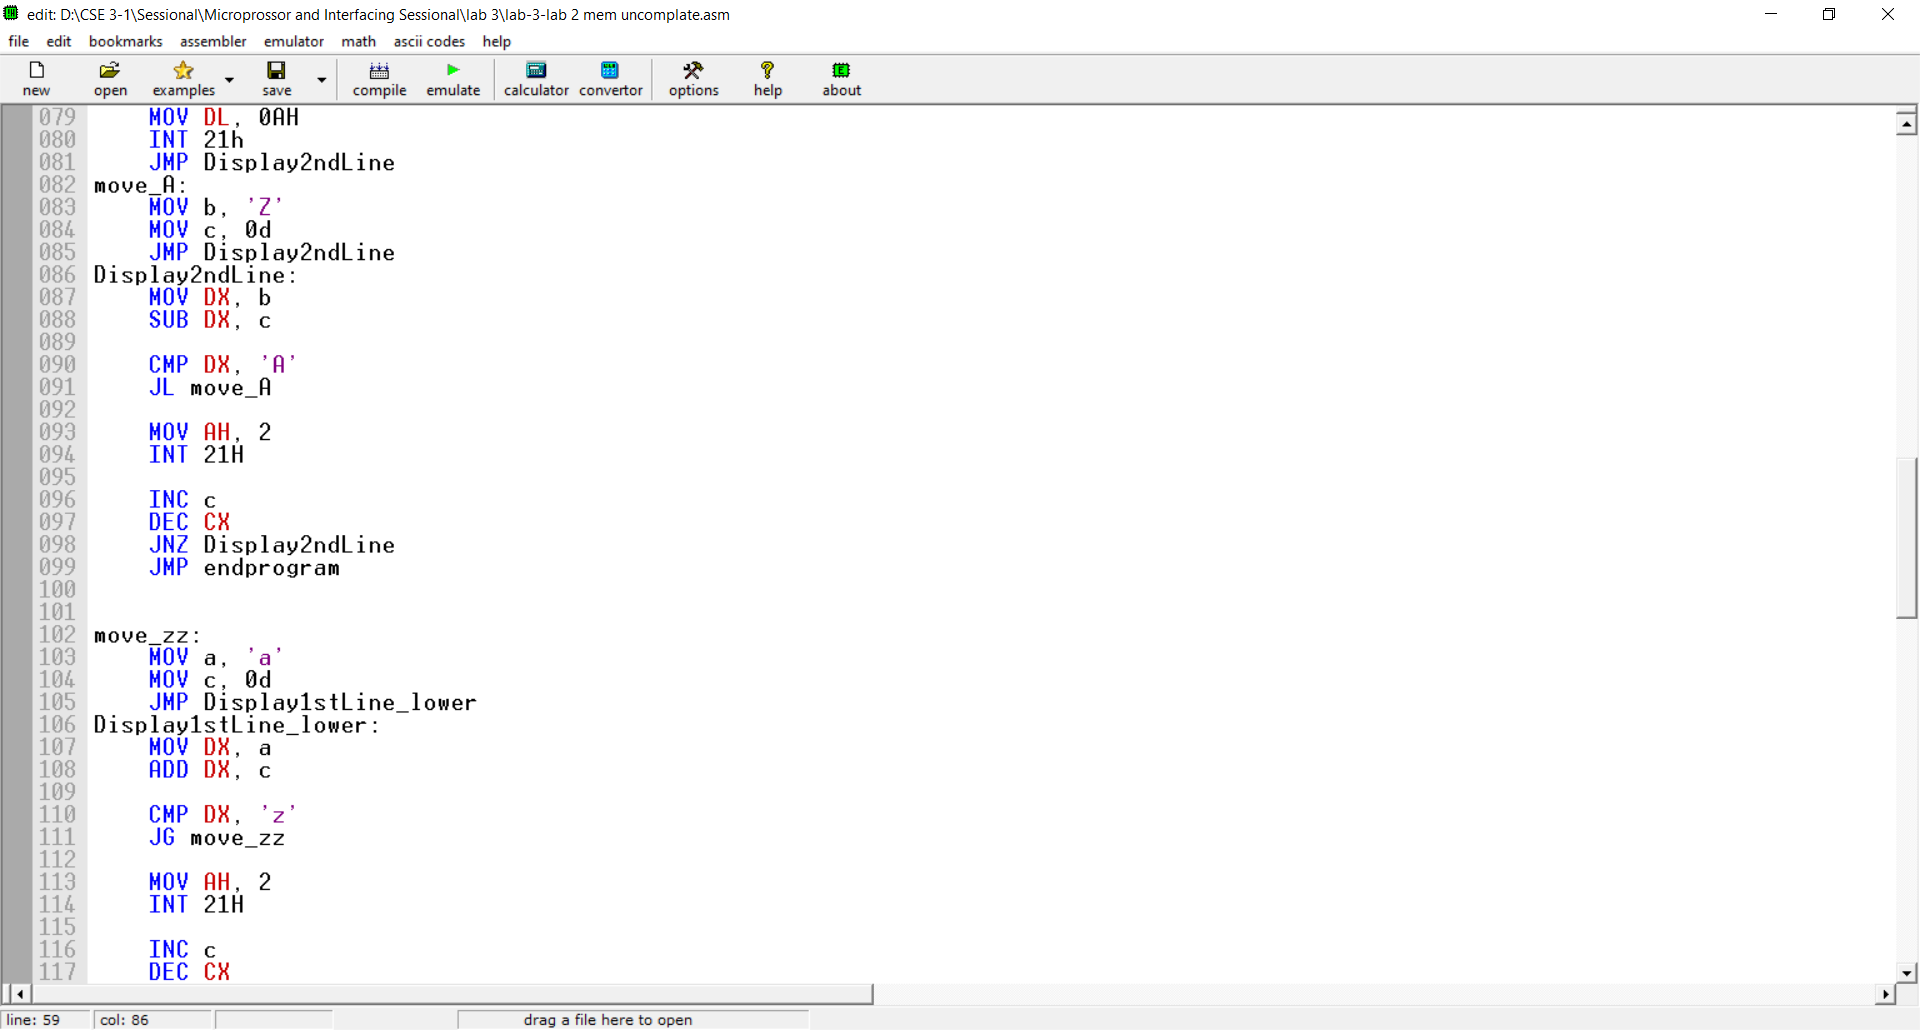 edit: D:\CSE 3-1\Sessional\Microprossor and Interfacing Sessional\lab 3\lab-3-lab 2 mem uncomplate.asm
file edit bookmarks assembler emulator math ascii codes help
new open examples save compile emulate calculator convertor options help about
079 MOV DL, 0AH
080 INT 21h
081 JMP Display2ndLine
082 move_A:
083 MOV b, 'Z'
084 MOV c, 0d
085 JMP Display2ndLine
086 Display2ndLine:
087 MOV DX, b
088 SUB DX, c
089
090 CMP DX, 'A'
091 JL move_A
092
093 MOV AH, 2
094 INT 21H
095
096 INC c
097 DEC CX
098 JNZ Display2ndLine
099 JMP endprogram
100
101
102 move_zz:
103 MOV a, 'a'
104 MOV c, 0d
105 JMP Display1stLine_lower
106 Display1stLine_lower:
107 MOV DX, a
108 ADD DX, c
109
110 CMP DX, 'z'
111 JG move_zz
112
113 MOV AH, 2
114 INT 21H
115
116 INC c
117 DEC CX
line: 59 col: 86 drag a file here to open